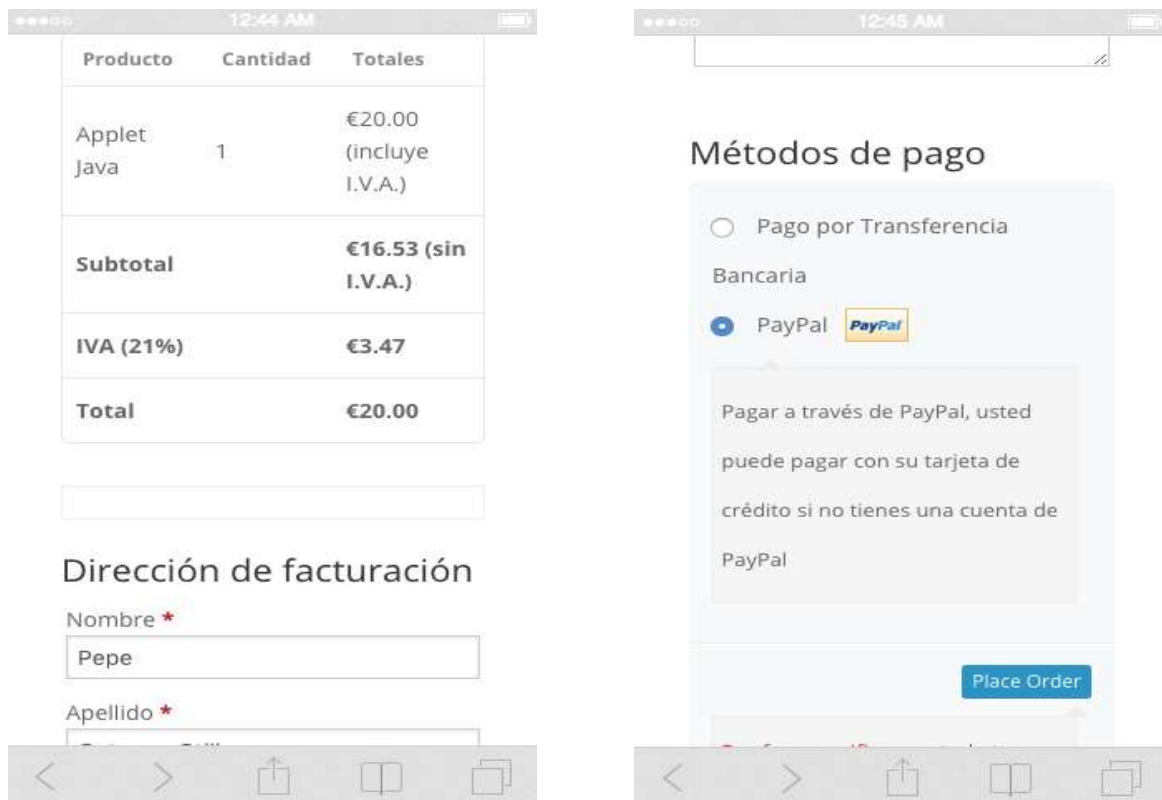 12:44 AM
Producto Cantidad Totales
Applet Java
1
€20.00
(incluye
I.V.A.)
Subtotal
€16.53 (sin
I.V.A.)
IVA (21%) €3.47
Total €20.00
Dirección de facturación
Nombre *
Pepe
Apellido *
12:45 AM
Métodos de pago
Pago por Transferencia
Bancaria
PayPal PayPal
Pagar a través de PayPal, usted
puede pagar con su tarjeta de
crédito si no tienes una cuenta de
PayPal
Place Order